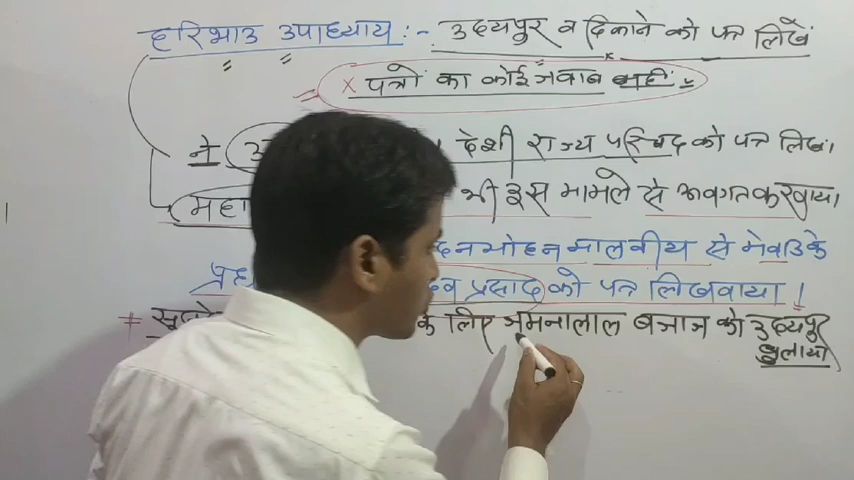 हरिभाउ उपाध्याय :- उदयपुर व ठिकाने को पत्र लिखें
× पत्रों का कोई जवाब नहीं
ने देशी राज्य परिषद को पत्र लिखा।
महा भी इस मामले से अवगत करवाया
मदनमोहन मालवीय से मेवाड के
प्रसाद को पत्र लिखवाया।
के लिए जमनालाल बजाज को उदयपुर
बुलाया